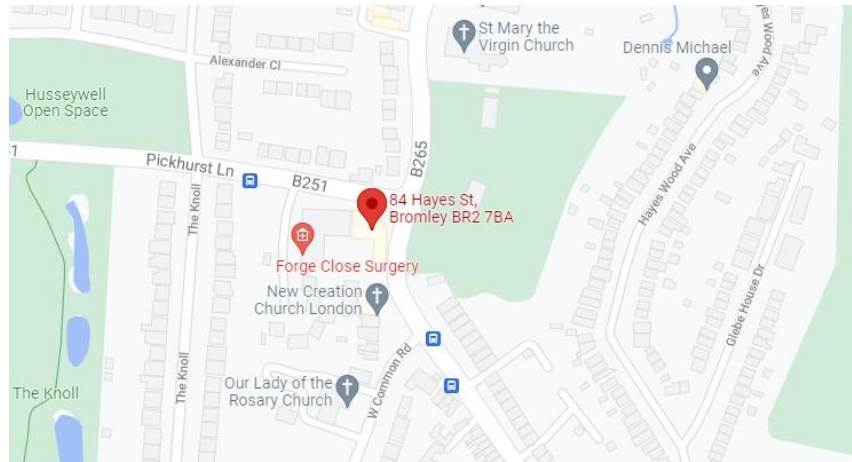 St Mary the
Virgin Church
Dennis Michael
Alexander Cl
Husseywell
Open Space
Pickhurst Ln
B251
B265
84 Hayes St,
Bromley BR2 7BA
The Knoll
Hayes Wood Ave
Forge Close Surgery
New Creation
Church London
Glebe House Dr
W Common Rd
Our Lady of the
Rosary Church
The Knoll
The Knoll